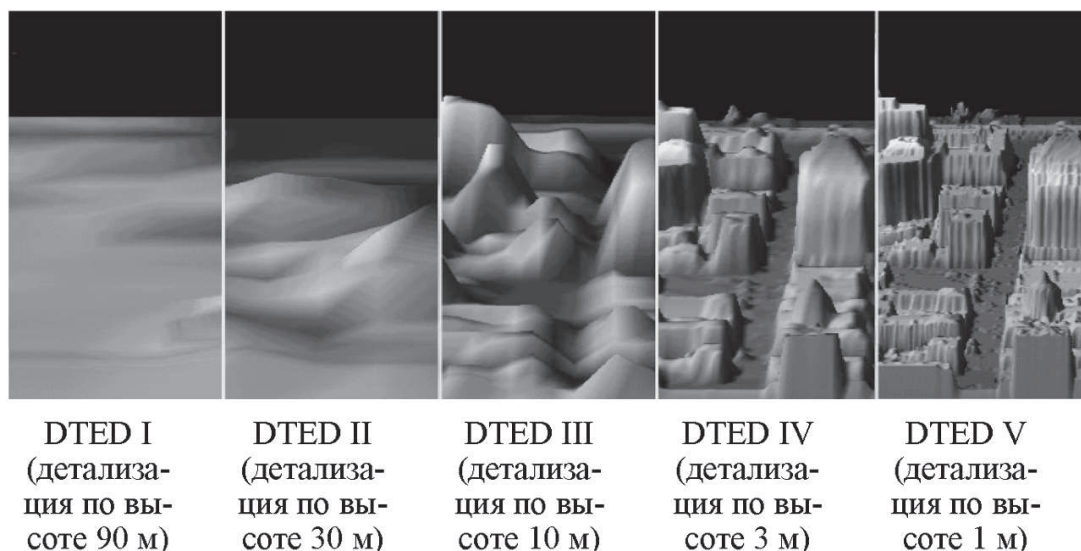 DTED I
(детализа-
ция по вы-
соте 90 м)
DTED II
(детализа-
ция по вы-
соте 30 м)
DTED III
(детализа-
ция по вы-
соте 10 м)
DTED IV
(детализа-
ция по вы-
соте 3 м)
DTED V
(детализа-
ция по вы-
соте 1 м)